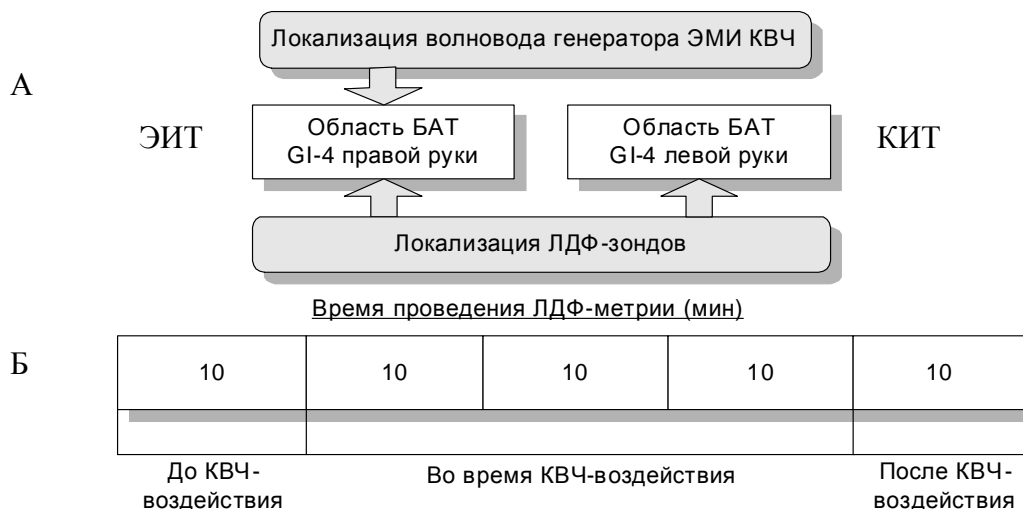 Локализация волновода генератора ЭМИ КВЧ
А
ЭИТ
Область БАТ
GI-4 правой руки
Область БАТ
GI-4 левой руки
КИТ
Локализация ЛДФ-зондов
Время проведения ЛДФ-метрии (мин)
Б
10 10 10 10 10
До КВЧ-
воздействия
Во время КВЧ-воздействия
После КВЧ-
воздействия